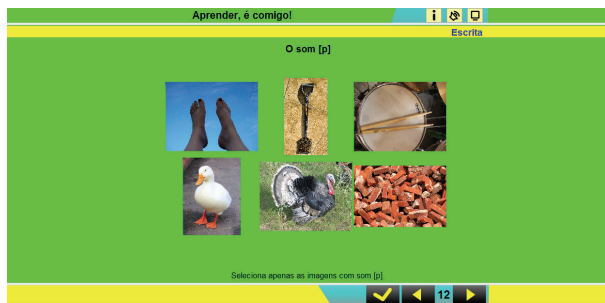 Aprender, é comigo!
i
Escrita
O som [p]
Seleciona apenas as imagens com som [p].
12